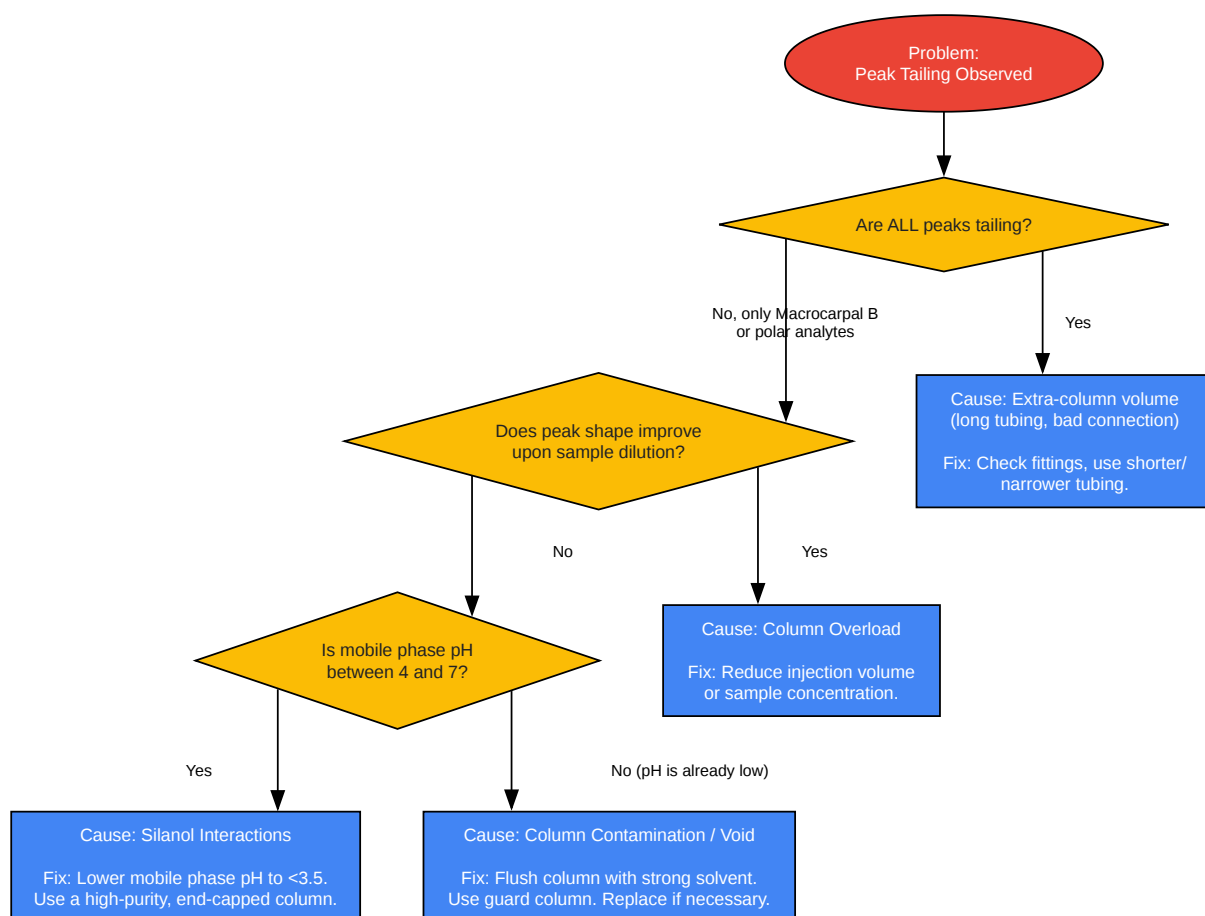 Problem:
Peak Tailing Observed
Are ALL peaks tailing?
No, only Macrocarpal B
or polar analytes
Yes
Cause: Extra-column volume
(long tubing, bad connection)
Fix: Check fittings, use shorter/
narrower tubing.
Does peak shape improve
upon sample dilution?
No
Yes
Cause: Column Overload
Fix: Reduce injection volume
or sample concentration.
Is mobile phase pH
between 4 and 7?
Yes
No (pH is already low)
Cause: Silanol Interactions
Fix: Lower mobile phase pH to <3.5.
Use a high-purity, end-capped column.
Cause: Column Contamination / Void
Fix: Flush column with strong solvent.
Use guard column. Replace if necessary.